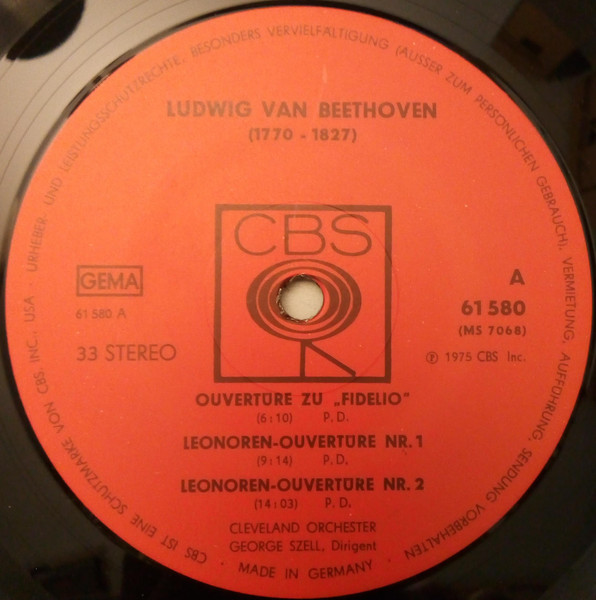 LUDWIG VAN BEETHOVEN
(1770 - 1827)
CBS
GEMA
61 580 A
33 STEREO
A
61 580
(MS 7068)
Ⓟ 1975 CBS Inc.
OUVERTÜRE ZU „FIDELIO"
(6:10) P. D.
LEONOREN-OUVERTÜRE NR. 1
(9:14) P. D.
LEONOREN-OUVERTÜRE NR. 2
(14:03) P. D.
CLEVELAND ORCHESTER
GEORGE SZELL, Dirigent
· MADE IN GERMANY ·
CBS IST EINE SCHUTZMARKE VON CBS, INC., USA · URHEBER- UND LEISTUNGSSCHUTZRECHTE, BESONDERS VERVIELFÄLTIGUNG (AUSSER ZUM PERSÖNLICHEN GEBRAUCH), VERMIETUNG, AUFFÜHRUNG, SENDUNG VORBEHALTEN